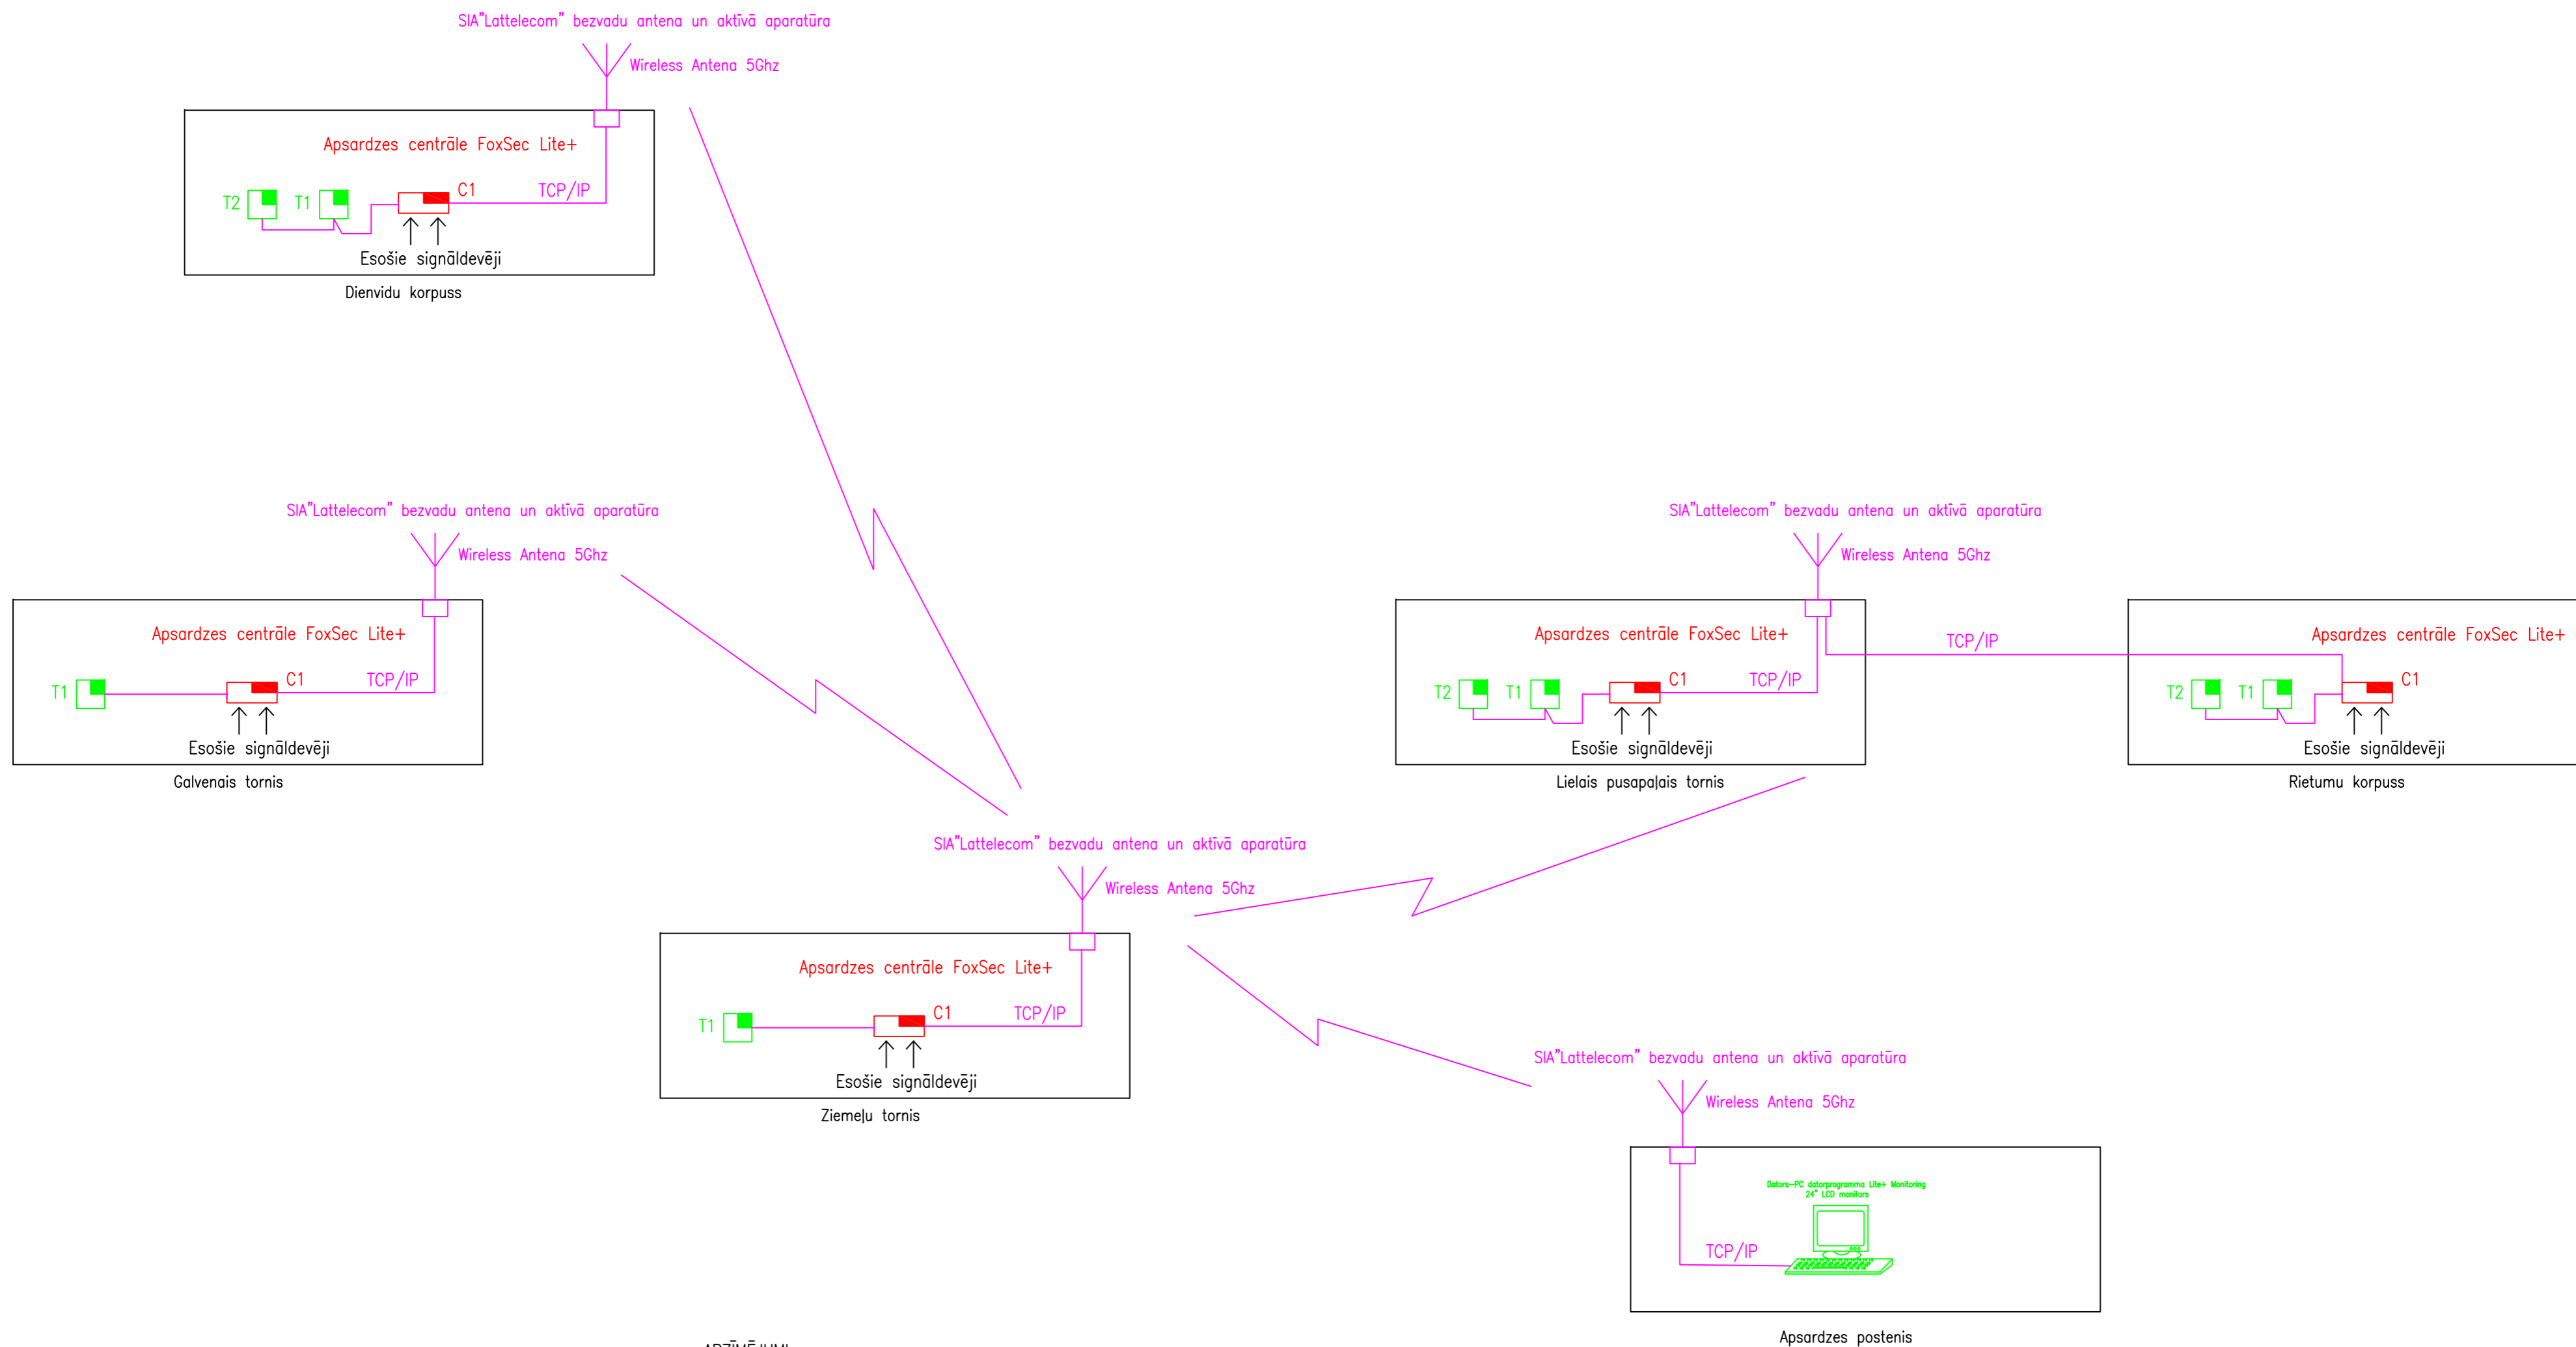 SIA"Lattelecom" bezvadu antena un aktīvā aparatūra
Wireless Antena 5Ghz
Apsardzes centrāle FoxSec Lite+
T2
T1
C1
TCP/IP
Esošie signāldevēji
Dienvidu korpuss
SIA"Lattelecom" bezvadu antena un aktīvā aparatūra
Wireless Antena 5Ghz
Apsardzes centrāle FoxSec Lite+
T1
C1
TCP/IP
Esošie signāldevēji
Galvenais tornis
SIA"Lattelecom" bezvadu antena un aktīvā aparatūra
Wireless Antena 5Ghz
Apsardzes centrāle FoxSec Lite+
T2
T1
C1
TCP/IP
Esošie signāldevēji
Lielais pusapaļais tornis
TCP/IP
Apsardzes centrāle FoxSec Lite+
T2
T1
C1
Esošie signāldevēji
Rietumu korpuss
SIA"Lattelecom" bezvadu antena un aktīvā aparatūra
Wireless Antena 5Ghz
Apsardzes centrāle FoxSec Lite+
T1
C1
TCP/IP
Esošie signāldevēji
Ziemeļu tornis
SIA"Lattelecom" bezvadu antena un aktīvā aparatūra
Wireless Antena 5Ghz
Dators-PC datorprogramma Lite+ Monitoring
24" LCD monitors
TCP/IP
Apsardzes postenis